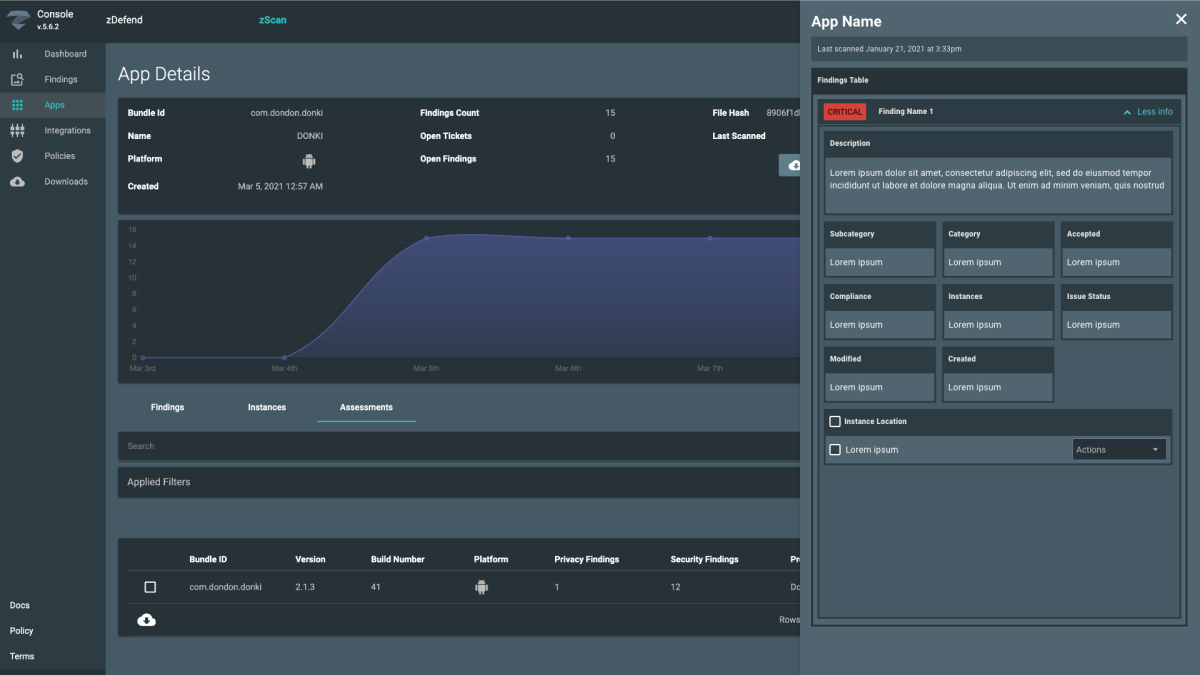 Console
v.5.6.2
zDefend
zScan
Dashboard
Findings
Apps
Integrations
Policies
Downloads
Docs
Policy
Terms
App Details
Bundle Id com.dondon.donki Findings Count 15 File Hash
Name DONKI Open Tickets 0 Last Scanned
Platform Open Findings 15
Created Mar 5, 2021 12:57 AM
16
14
12
10
8
6
4
2
0
Mar 3rd Mar 4th Mar 5th Mar 6th Mar 7th
Findings Instances Assessments
Search
Applied Filters
Bundle ID Version Build Number Platform Privacy Findings Security Findings
com.dondon.donki 2.1.3 41 1 12
Rows
App Name
Last scanned January 21, 2021 at 3:33pm
Findings Table
CRITICAL Finding Name 1 Less info
Description
Lorem ipsum dolor sit amet, consectetur adipiscing elit, sed do eiusmod tempor
incididunt ut labore et dolore magna aliqua. Ut enim ad minim veniam, quis nostrud
Subcategory Category Accepted
Lorem ipsum Lorem ipsum Lorem ipsum
Compliance Instances Issue Status
Lorem ipsum Lorem ipsum Lorem ipsum
Modified Created
Lorem ipsum Lorem ipsum
Instance Location
Lorem ipsum Actions